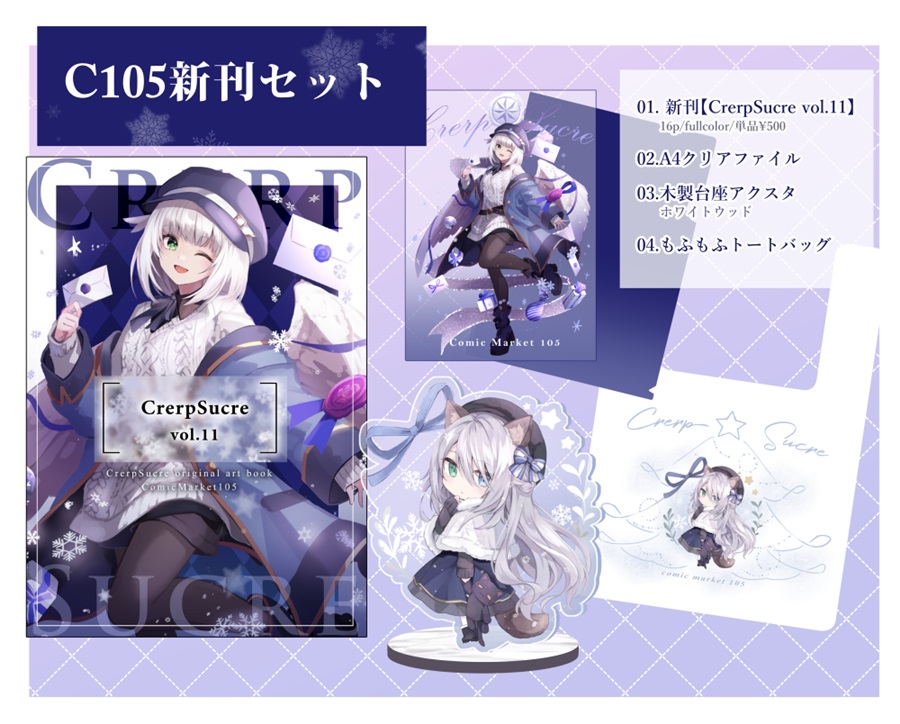 C105新刊セット
01. 新刊【CrerpSucre vol.11】
16p/fullcolor/単品¥500
02.A4クリアファイル
03.木製台座アクスタ
ホワイトウッド
04.もふもふトートバッグ
CRERP
CrerpSucre
vol.11
CrerpSucre original art book
ComicMarket105
SUCRE
Crerp Sucre
Comic Market 105
Crerp Sucre
comic market 105